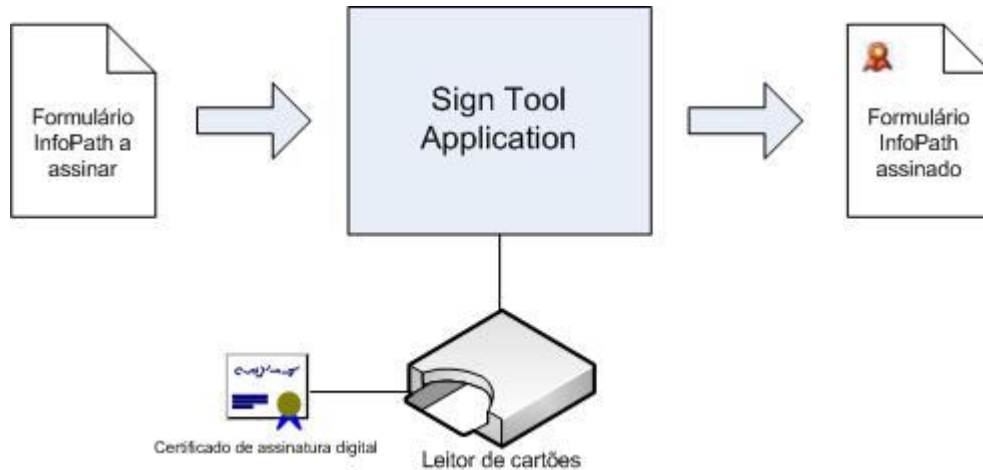 Formulário
InfoPath a
assinar
Sign Tool
Application
Formulário
InfoPath
assinado
Certificado de assinatura digital
Leitor de cartões